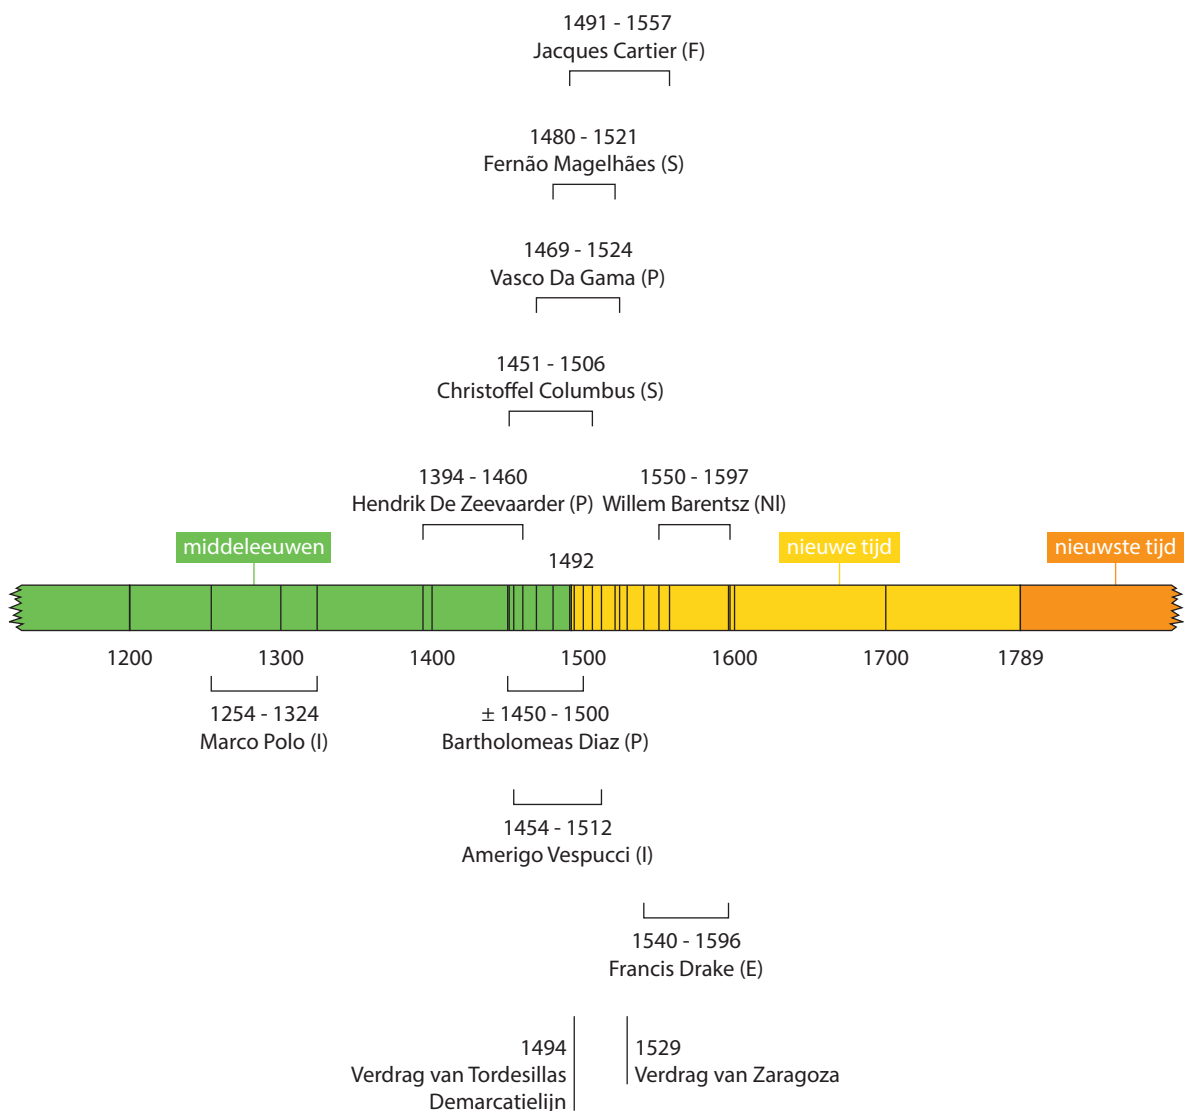 1491 - 1557
Jacques Cartier (F)
1480 - 1521
Fernão Magelhães (S)
1469 - 1524
Vasco Da Gama (P)
1451 - 1506
Christoffel Columbus (S)
1394 - 1460
Hendrik De Zeevaarder (P)
1550 - 1597
Willem Barentsz (Nl)
middeleeuwen
1492
nieuwe tijd
nieuwste tijd
1200
1300
1400
1500
1600
1700
1789
1254 - 1324
Marco Polo (I)
± 1450 - 1500
Bartholomeas Diaz (P)
1454 - 1512
Amerigo Vespucci (I)
1540 - 1596
Francis Drake (E)
1494
Verdrag van Tordesillas
Demarcatielijn
1529
Verdrag van Zaragoza